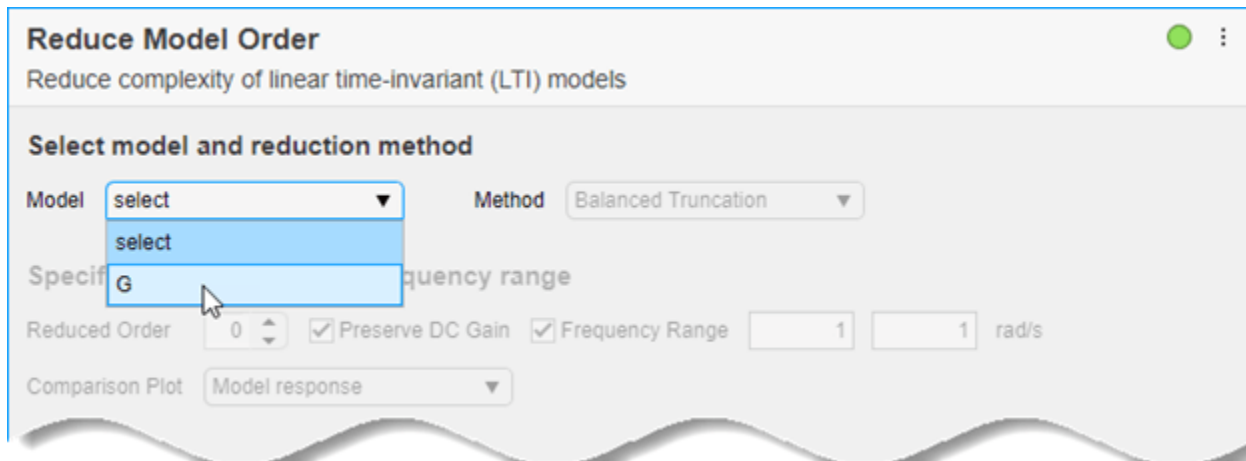 Reduce Model Order
Reduce complexity of linear time-invariant (LTI) models
Select model and reduction method
Model select Method Balanced Truncation
select
G
Specif quency range
Reduced Order 0 Preserve DC Gain Frequency Range 1 1 rad/s
Comparison Plot Model response